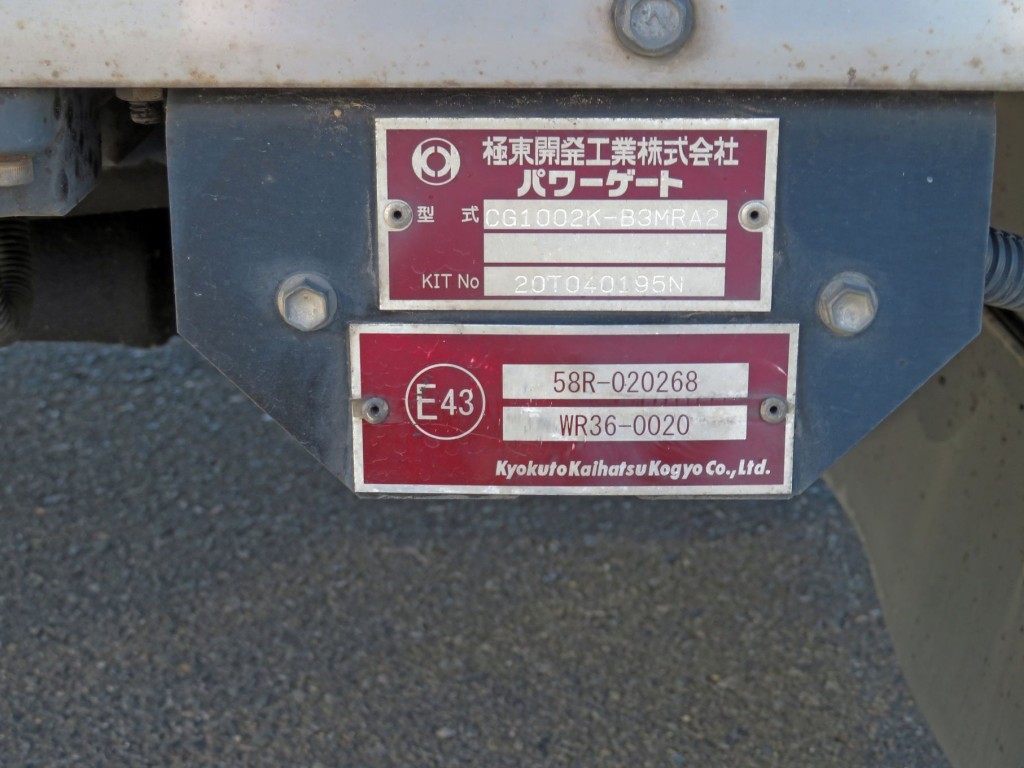 極東開発工業株式会社
パワーゲート
型 式 CG1002K-B3MRA2
KIT No 20T040195N
E43 58R-020268
WR36-0020
Kyokuto Kaihatsu Kogyo Co., Ltd.